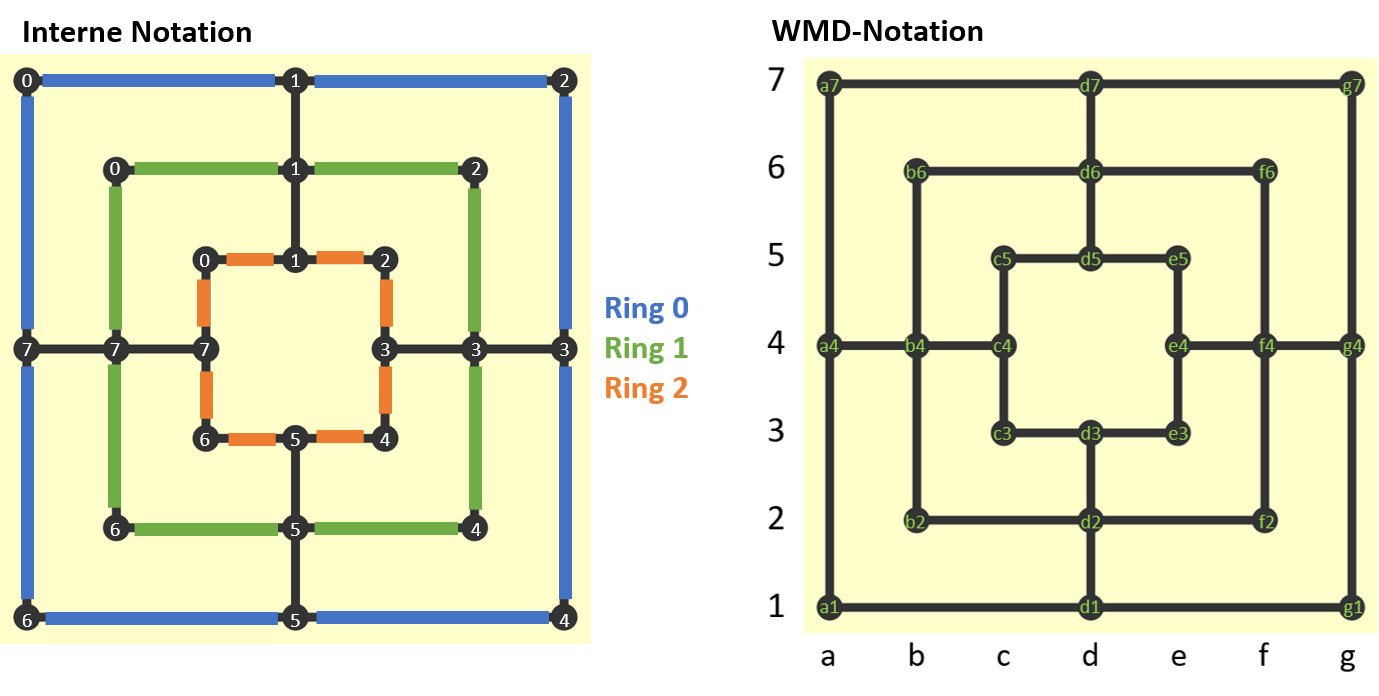 Interne Notation
0 1 2
0 1 2
0 1 2
7 7 7 3 3 3
6 5 4
6 5 4
6 5 4
Ring 0
Ring 1
Ring 2
WMD-Notation
7 a7 d7 g7
6 b6 d6 f6
5 c5 d5 e5
4 a4 b4 c4 e4 f4 g4
3 c3 d3 e3
2 b2 d2 f2
1 a1 d1 g1
a b c d e f g